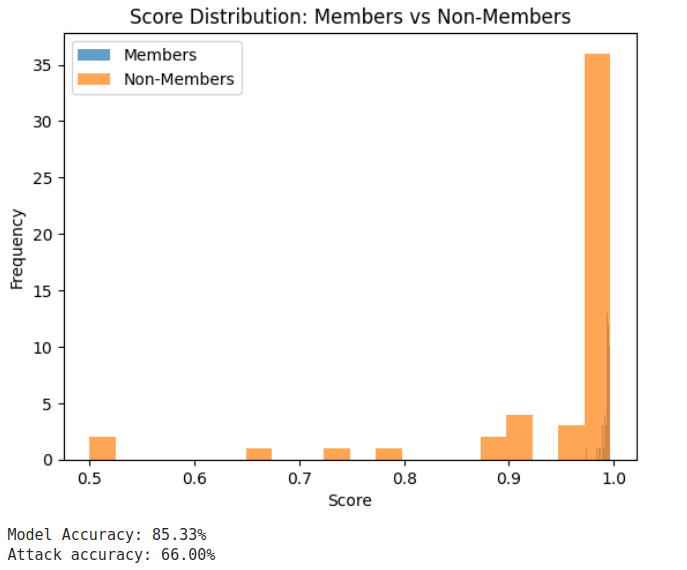 Score Distribution: Members vs Non-Members
Members
Non-Members
35
30
25
20
15
10
5
0
Frequency
0.5 0.6 0.7 0.8 0.9 1.0
Score
Model Accuracy: 85.33%
Attack accuracy: 66.00%